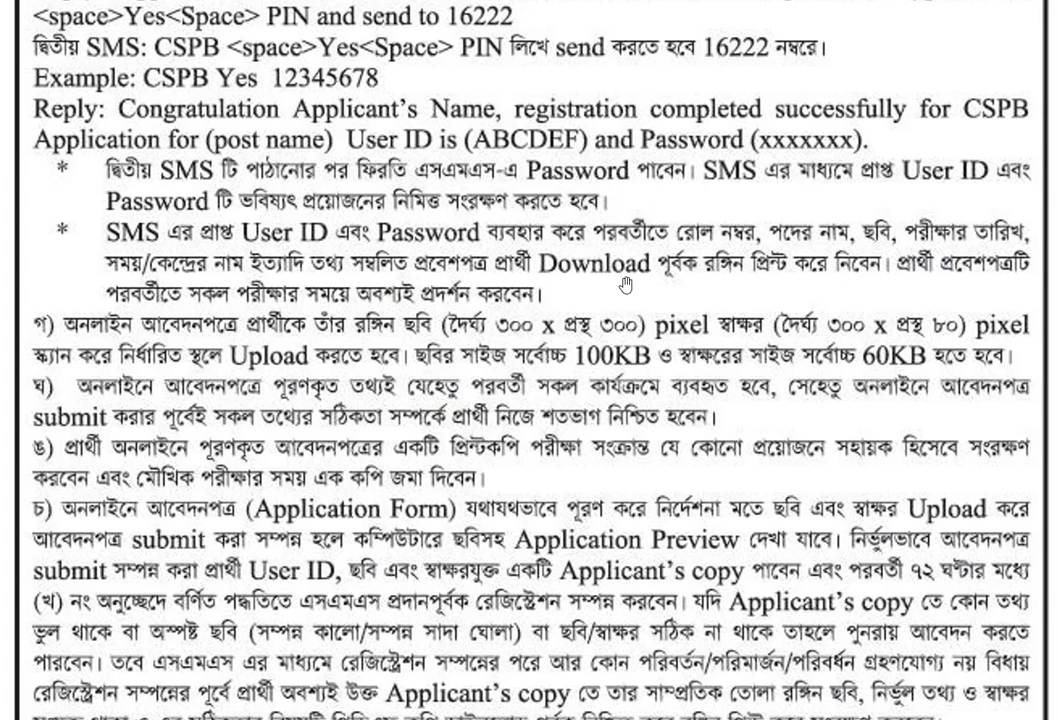 <space>Yes<Space> PIN and send to 16222
দ্বিতীয় SMS: CSPB <space>Yes<Space> PIN লিখে send করতে হবে 16222 নম্বরে।
Example: CSPB Yes 12345678
Reply: Congratulation Applicant's Name, registration completed successfully for CSPB
Application for (post name) User ID is (ABCDEF) and Password (xxxxxxx).
* দ্বিতীয় SMS টি পাঠানোর পর ফিরতি এসএমএস-এ Password পাবেন। SMS এর মাধ্যমে প্রাপ্ত User ID এবং
Password টি ভবিষ্যৎ প্রয়োজনের নিমিত্ত সংরক্ষণ করতে হবে।
* SMS এর প্রাপ্ত User ID এবং Password ব্যবহার করে পরবর্তীতে রোল নম্বর, পদের নাম, ছবি, পরীক্ষার তারিখ,
সময়/কেন্দ্রের নাম ইত্যাদি তথ্য সম্বলিত প্রবেশপত্র প্রার্থী Download পূর্বক রঙ্গিন প্রিন্ট করে নিবেন। প্রার্থী প্রবেশপত্রটি
পরবর্তীতে সকল পরীক্ষার সময়ে অবশ্যই প্রদর্শন করবেন।
গ) অনলাইন আবেদনপত্রে প্রার্থীকে তাঁর রঙ্গিন ছবি (দৈর্ঘ্য ৩০০ x প্রস্থ ৩০০) pixel স্বাক্ষর (দৈর্ঘ্য ৩০০ x প্রস্থ ৮০) pixel
স্ক্যান করে নির্ধারিত স্থলে Upload করতে হবে। ছবির সাইজ সর্বোচ্চ 100KB ও স্বাক্ষরের সাইজ সর্বোচ্চ 60KB হতে হবে।
ঘ) অনলাইনে আবেদনপত্রে পূরণকৃত তথ্যই যেহেতু পরবর্তী সকল কার্যক্রমে ব্যবহৃত হবে, সেহেতু অনলাইনে আবেদনপত্র
submit করার পূর্বেই সকল তথ্যের সঠিকতা সম্পর্কে প্রার্থী নিজে শতভাগ নিশ্চিত হবেন।
ঙ) প্রার্থী অনলাইনে পূরণকৃত আবেদনপত্রের একটি প্রিন্টকপি পরীক্ষা সংক্রান্ত যে কোনো প্রয়োজনে সহায়ক হিসেবে সংরক্ষণ
করবেন এবং মৌখিক পরীক্ষার সময় এক কপি জমা দিবেন।
চ) অনলাইনে আবেদনপত্র (Application Form) যথাযথভাবে পূরণ করে নির্দেশনা মতে ছবি এবং স্বাক্ষর Upload করে
আবেদনপত্র submit করা সম্পন্ন হলে কম্পিউটারে ছবিসহ Application Preview দেখা যাবে। নির্ভুলভাবে আবেদনপত্র
submit সম্পন্ন করা প্রার্থী User ID, ছবি এবং স্বাক্ষরযুক্ত একটি Applicant's copy পাবেন এবং পরবর্তী ৭২ ঘন্টার মধ্যে
(খ) নং অনুচ্ছেদে বর্ণিত পদ্ধতিতে এসএমএস প্রদানপূর্বক রেজিস্ট্রেশন সম্পন্ন করবেন। যদি Applicant's copy তে কোন তথ্য
ভুল থাকে বা অস্পষ্ট ছবি (সম্পন্ন কালো/সম্পন্ন সাদা ঘোলা) বা ছবি/স্বাক্ষর সঠিক না থাকে তাহলে পুনরায় আবেদন করতে
পারবেন। তবে এসএমএস এর মাধ্যমে রেজিস্ট্রেশন সম্পন্নের পরে আর কোন পরিবর্তন/পরিমার্জন/পরিবর্ধন গ্রহণযোগ্য নয় বিধায়
রেজিস্ট্রেশন সম্পন্নের পূর্বে প্রার্থী অবশ্যই উক্ত Applicant's copy তে তার সাম্প্রতিক তোলা রঙ্গিন ছবি, নির্ভুল তথ্য ও স্বাক্ষর